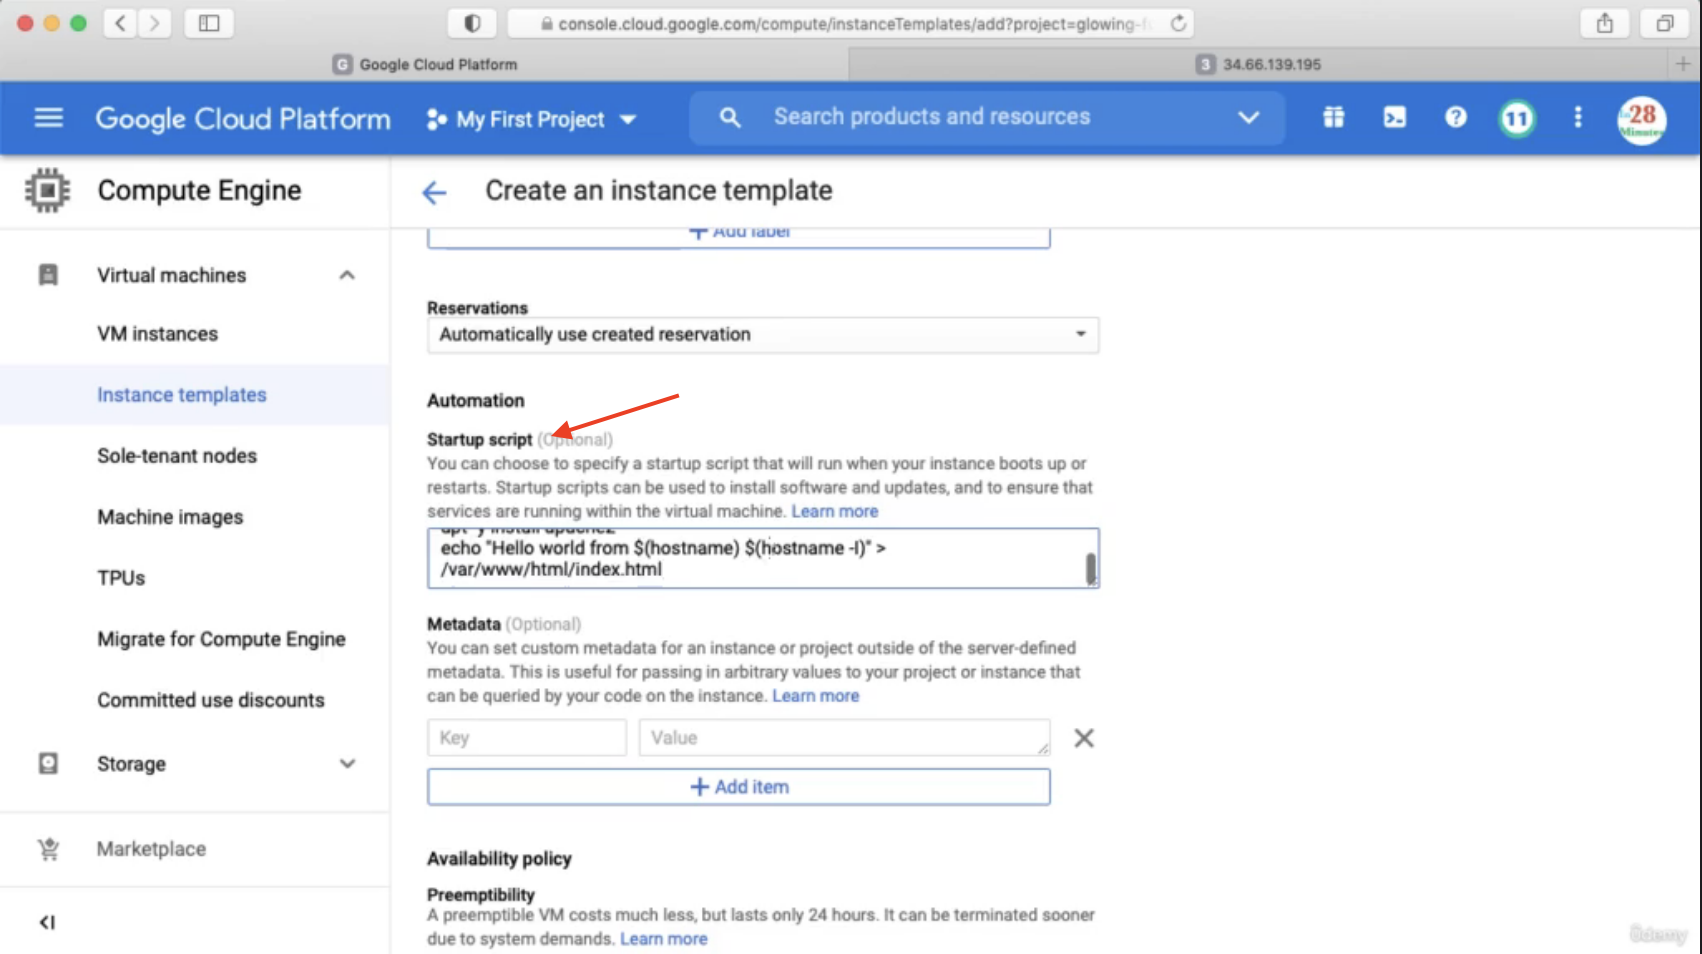 console.cloud.google.com/compute/instanceTemplates/add?project=glowing-
G Google Cloud Platform
3 34.66.139.195
Google Cloud Platform
My First Project
Search products and resources
11
28
Minutes
Compute Engine
Create an instance template
Virtual machines
VM instances
Instance templates
Sole-tenant nodes
Machine images
TPUs
Migrate for Compute Engine
Committed use discounts
Storage
Marketplace
Add label
Reservations
Automatically use created reservation
Automation
Startup script (Optional)
You can choose to specify a startup script that will run when your instance boots up or
restarts. Startup scripts can be used to install software and updates, and to ensure that
services are running within the virtual machine. Learn more
apt -y install apache2
echo "Hello world from $(hostname) $(hostname -I)" >
/var/www/html/index.html
Metadata (Optional)
You can set custom metadata for an instance or project outside of the server-defined
metadata. This is useful for passing in arbitrary values to your project or instance that
can be queried by your code on the instance. Learn more
Key
Value
Add item
Availability policy
Preemptibility
A preemptible VM costs much less, but lasts only 24 hours. It can be terminated sooner
due to system demands. Learn more
Udemy